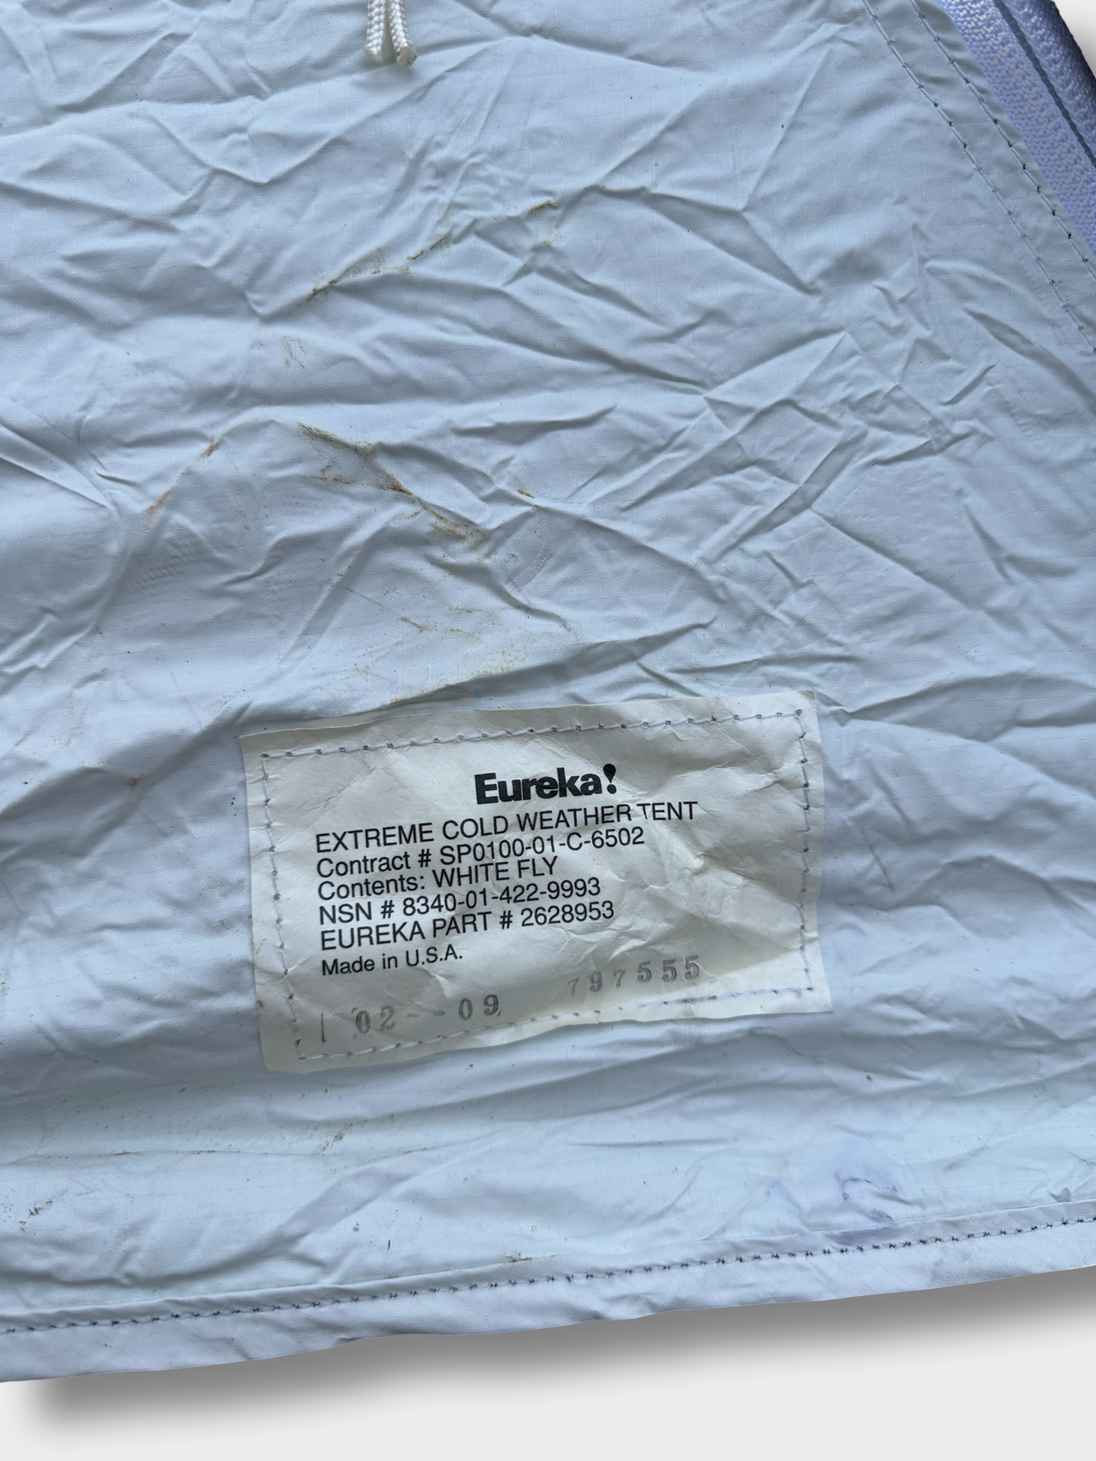 Eureka!
EXTREME COLD WEATHER TENT
Contract # SP0100-01-C-6502
Contents: WHITE FLY
NSN # 8340-01-422-9993
EUREKA PART # 2628953
Made in U.S.A.
02--09 797555